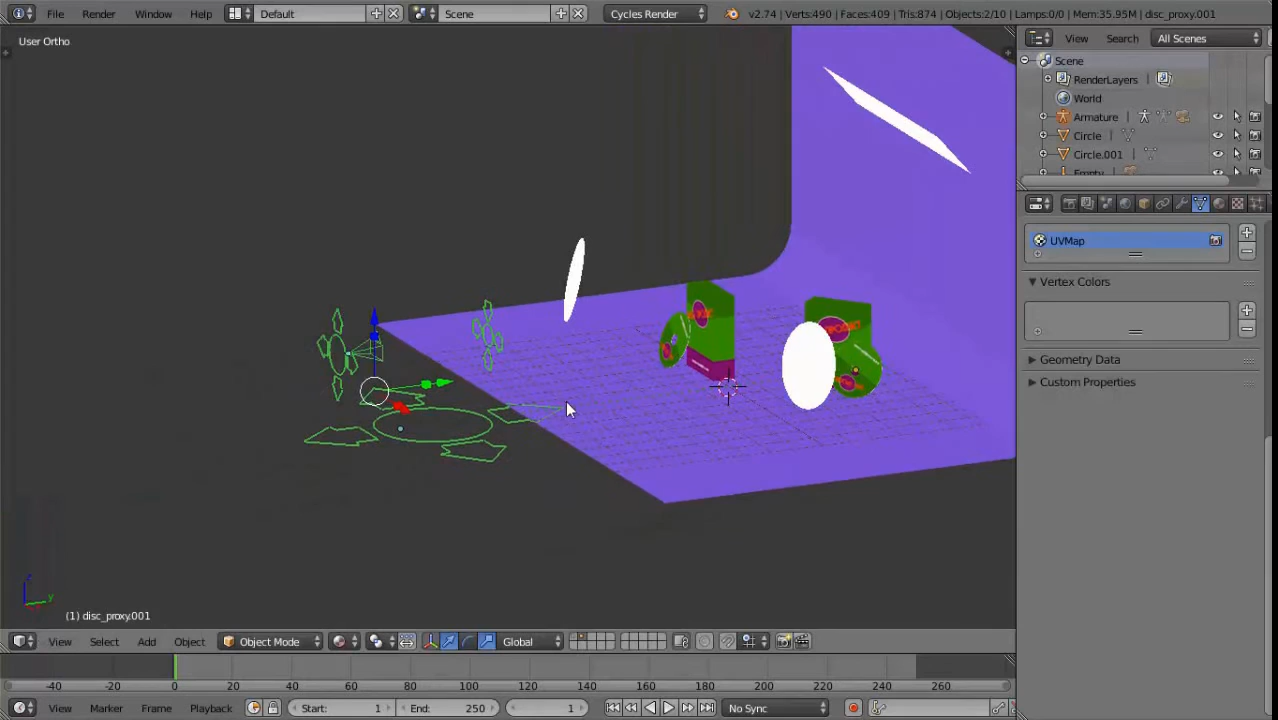 File Render Window Help Default Scene Cycles Render v2.74 | Verts:490 | Faces:409 | Tris:874 | Objects:2/10 | Lamps:0/0 | Mem:35.95M | disc_proxy.001
User Ortho
View Search All Scenes
Scene
RenderLayers
World
Armature
Circle
Circle.001
Empty
UVMap
Vertex Colors
Geometry Data
Custom Properties
z
y
(1) disc_proxy.001
View Select Add Object Object Mode Global
-40 -20 0 20 40 60 80 100 120 140 160 180 200 220 240 260
View Marker Frame Playback Start: 1 End: 250 1 No Sync